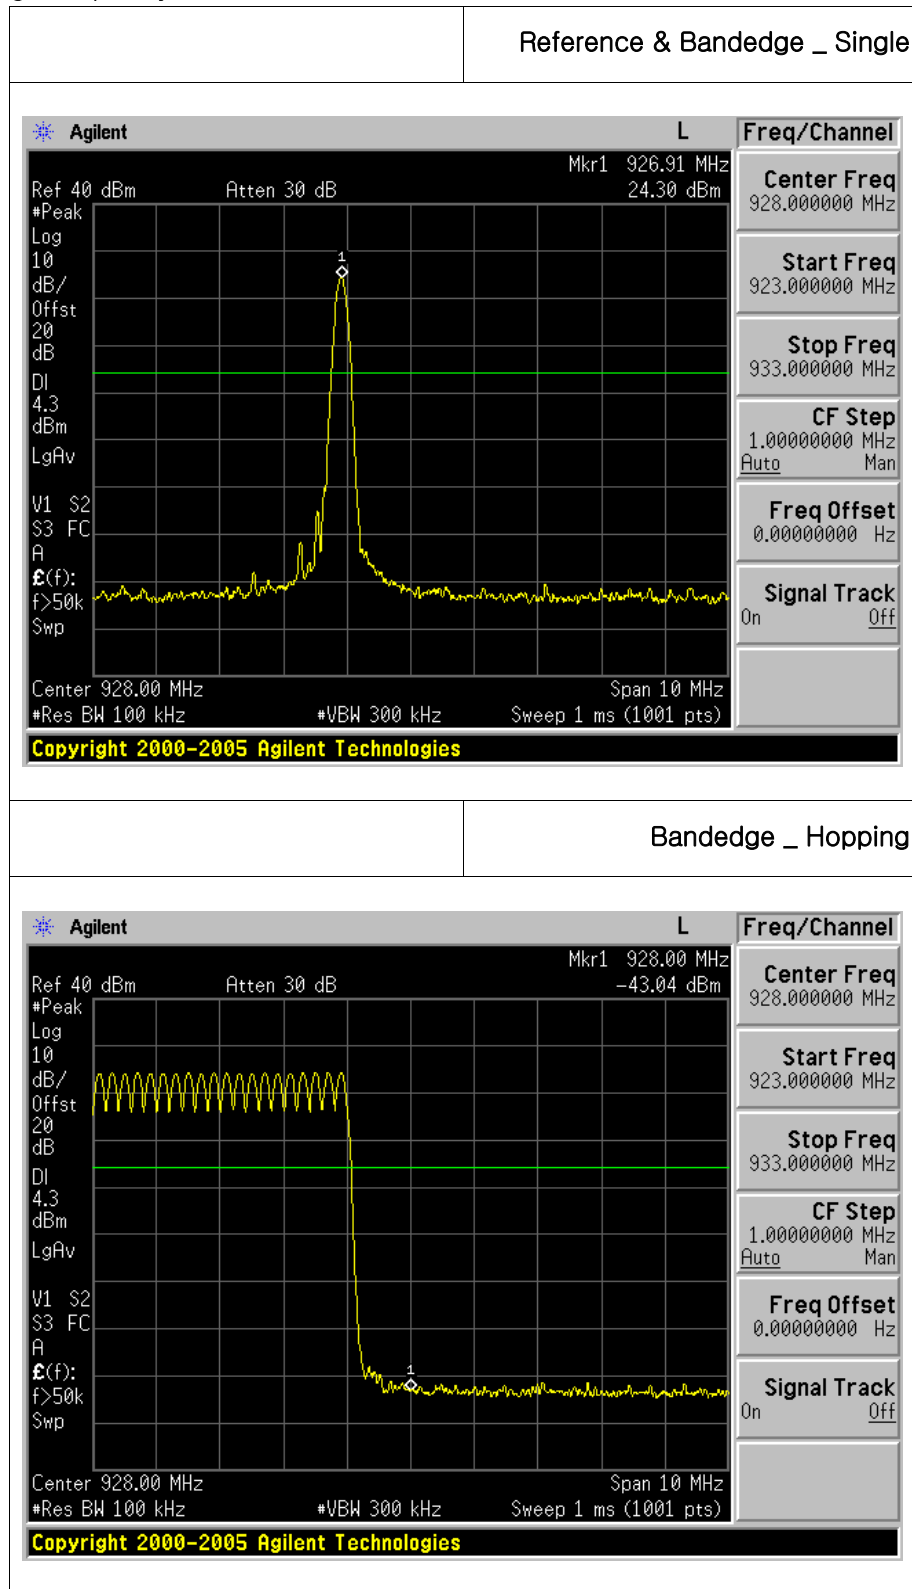 Reference & Bandedge _ Single
Agilent
L
Freq/Channel
Mkr1 926.91 MHz
Ref 40 dBm Atten 30 dB 24.30 dBm
#Peak
Log
10
dB/
Offst
20
dB
DI
4.3
dBm
LgAv
V1 S2
S3 FC
A
£(f):
f>50k
Swp
1
Center 928.00 MHz Span 10 MHz
#Res BW 100 kHz #VBW 300 kHz Sweep 1 ms (1001 pts)
Center Freq
928.000000 MHz
Start Freq
923.000000 MHz
Stop Freq
933.000000 MHz
CF Step
1.00000000 MHz
Auto Man
Freq Offset
0.00000000 Hz
Signal Track
On Off
Copyright 2000-2005 Agilent Technologies
Bandedge _ Hopping
Agilent
L
Freq/Channel
Mkr1 928.00 MHz
Ref 40 dBm Atten 30 dB -43.04 dBm
#Peak
Log
10
dB/
Offst
20
dB
DI
4.3
dBm
LgAv
V1 S2
S3 FC
A
£(f):
f>50k
Swp
1
Center 928.00 MHz Span 10 MHz
#Res BW 100 kHz #VBW 300 kHz Sweep 1 ms (1001 pts)
Center Freq
928.000000 MHz
Start Freq
923.000000 MHz
Stop Freq
933.000000 MHz
CF Step
1.00000000 MHz
Auto Man
Freq Offset
0.00000000 Hz
Signal Track
On Off
Copyright 2000-2005 Agilent Technologies